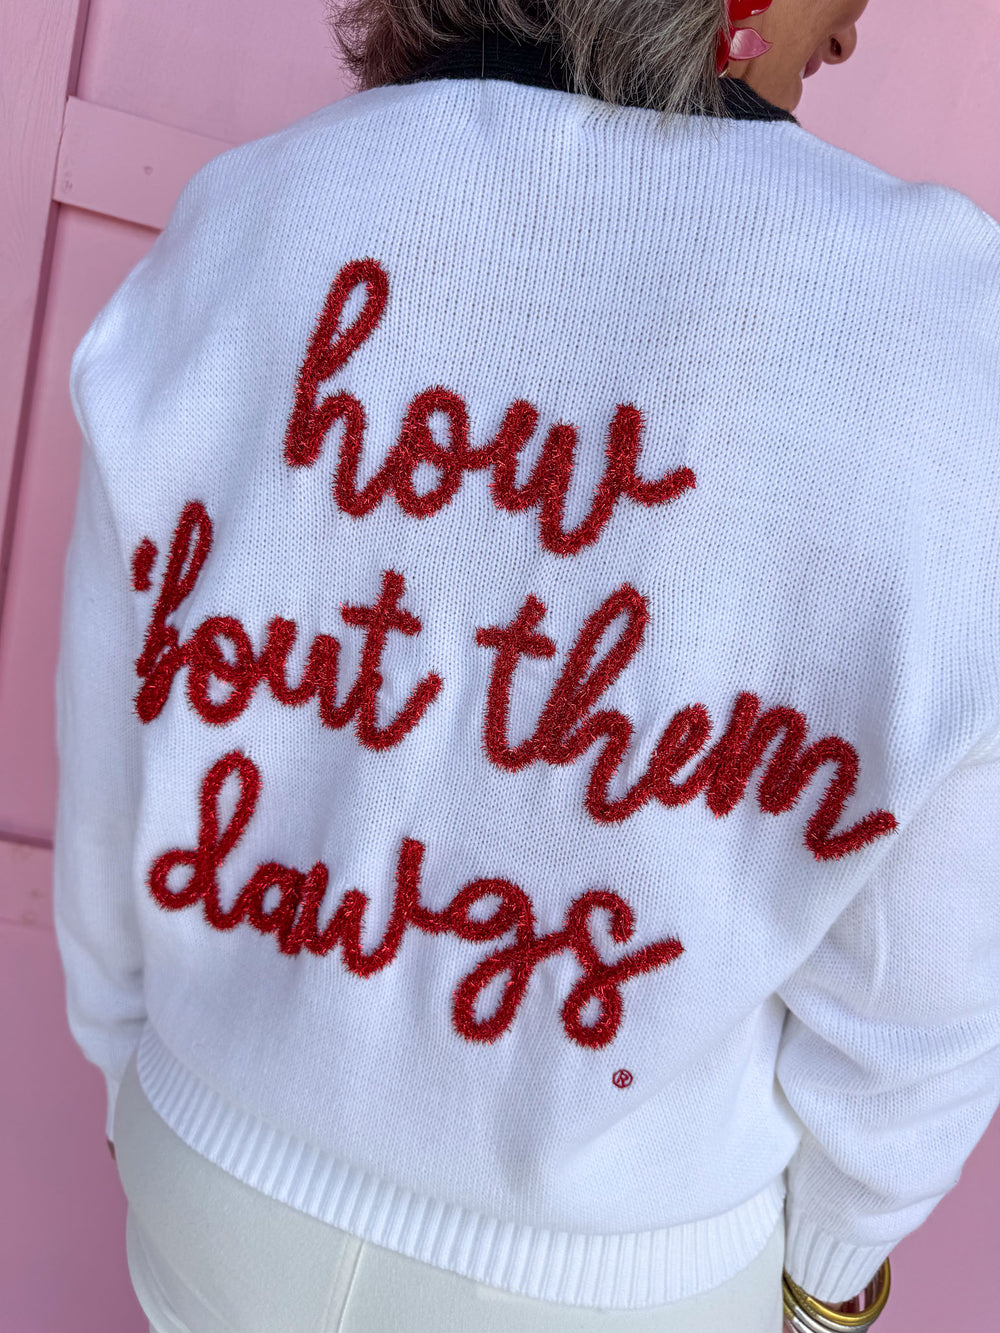 how
'bout them
dawgs
®